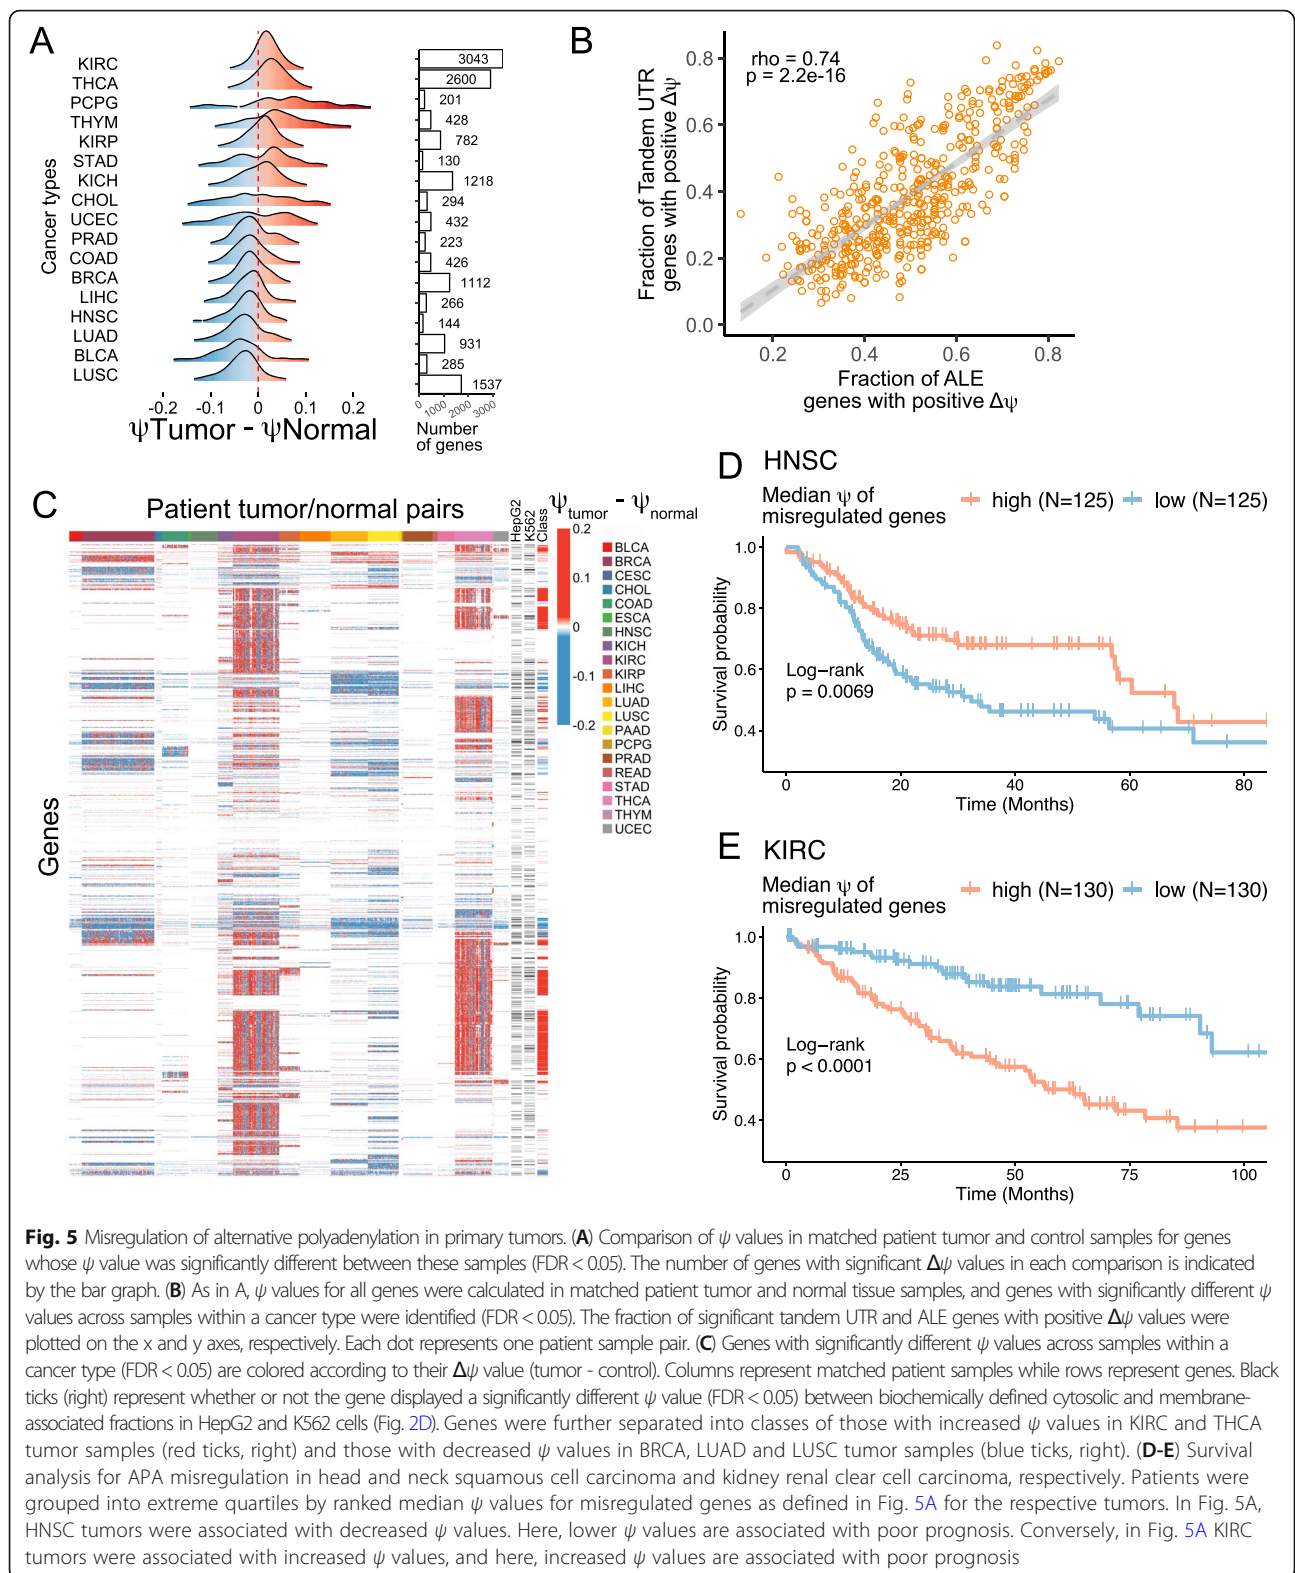 A
Cancer types
KIRC
THCA
PCPG
THYM
KIRP
STAD
KICH
CHOL
UCEC
PRAD
COAD
BRCA
LIHC
HNSC
LUAD
BLCA
LUSC
-0.2 -0.1 0 0.1 0.2
ψTumor - ψNormal
3043
2600
201
428
782
130
1218
294
432
223
426
1112
266
144
931
285
1537
0 1000 2000 3000
Number
of genes
B
rho = 0.74
p = 2.2e-16
Fraction of Tandem UTR
genes with positive Δψ
0.8
0.6
0.4
0.2
0.0
0.2 0.4 0.6 0.8
Fraction of ALE
genes with positive Δψ
C
Patient tumor/normal pairs
Genes
HepG2
K562
Class
ψtumor - ψnormal
0.2
0.1
0
-0.1
-0.2
BLCA
BRCA
CESC
CHOL
COAD
ESCA
HNSC
KICH
KIRC
KIRP
LIHC
LUAD
LUSC
PAAD
PCPG
PRAD
READ
STAD
THCA
THYM
UCEC
D HNSC
Median ψ of
misregulated genes
high (N=125) low (N=125)
Survival probability
1.0
0.8
0.6
0.4
Log−rank
p = 0.0069
0 20 40 60 80
Time (Months)
E KIRC
Median ψ of
misregulated genes
high (N=130) low (N=130)
Survival probability
1.0
0.8
0.6
0.4
Log−rank
p < 0.0001
0 25 50 75 100
Time (Months)
Fig. 5 Misregulation of alternative polyadenylation in primary tumors. (A) Comparison of ψ values in matched patient tumor and control samples for genes
whose ψ value was significantly different between these samples (FDR < 0.05). The number of genes with significant Δψ values in each comparison is indicated
by the bar graph. (B) As in A, ψ values for all genes were calculated in matched patient tumor and normal tissue samples, and genes with significantly different ψ
values across samples within a cancer type were identified (FDR < 0.05). The fraction of significant tandem UTR and ALE genes with positive Δψ values were
plotted on the x and y axes, respectively. Each dot represents one patient sample pair. (C) Genes with significantly different ψ values across samples within a
cancer type (FDR < 0.05) are colored according to their Δψ value (tumor - control). Columns represent matched patient samples while rows represent genes. Black
ticks (right) represent whether or not the gene displayed a significantly different ψ value (FDR < 0.05) between biochemically defined cytosolic and membrane-
associated fractions in HepG2 and K562 cells (Fig. 2D). Genes were further separated into classes of those with increased ψ values in KIRC and THCA
tumor samples (red ticks, right) and those with decreased ψ values in BRCA, LUAD and LUSC tumor samples (blue ticks, right). (D-E) Survival
analysis for APA misregulation in head and neck squamous cell carcinoma and kidney renal clear cell carcinoma, respectively. Patients were
grouped into extreme quartiles by ranked median ψ values for misregulated genes as defined in Fig. 5A for the respective tumors. In Fig. 5A,
HNSC tumors were associated with decreased ψ values. Here, lower ψ values are associated with poor prognosis. Conversely, in Fig. 5A KIRC
tumors were associated with increased ψ values, and here, increased ψ values are associated with poor prognosis